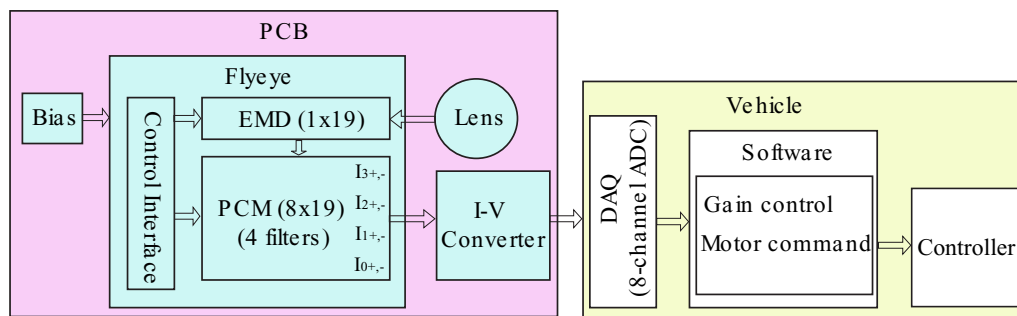 PCB
Flyeye
Bias
Control Interface
EMD (1x19)
Lens
PCM (8x19)
(4 filters)
I3+,-
I2+,-
I1+,-
I0+,-
I-V
Converter
Vehicle
DAQ
(8-channel ADC)
Software
Gain control
Motor command
Controller